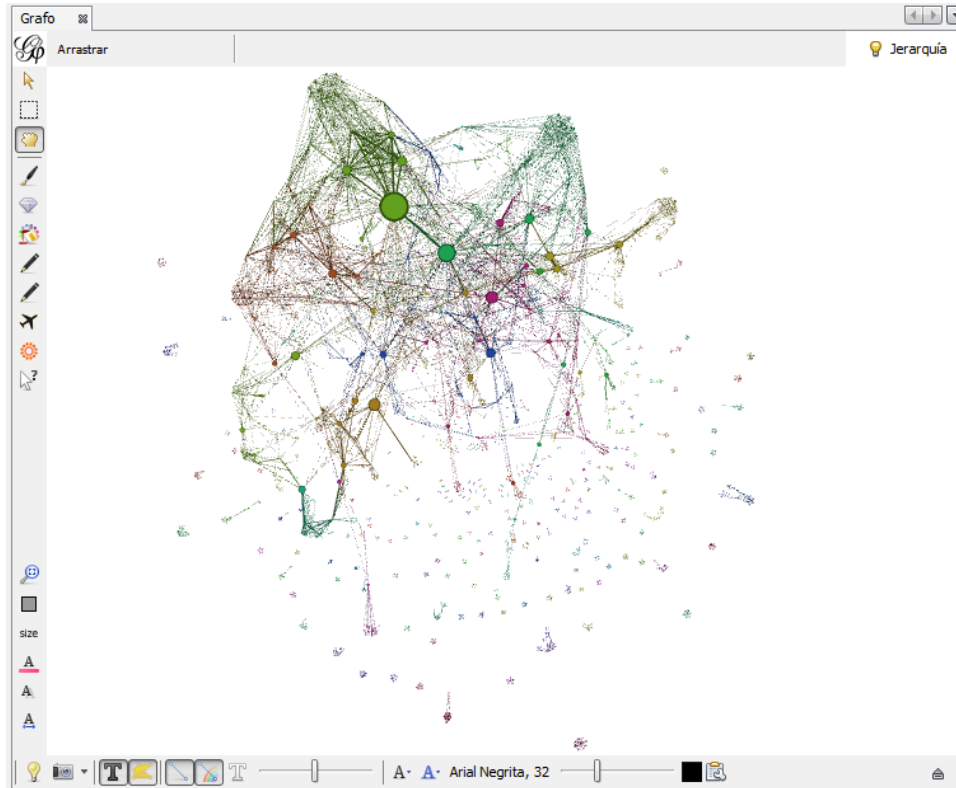 Grafo
Arrastrar
Jerarquía
size
A
A
A
T T
A A Arial Negrita, 32